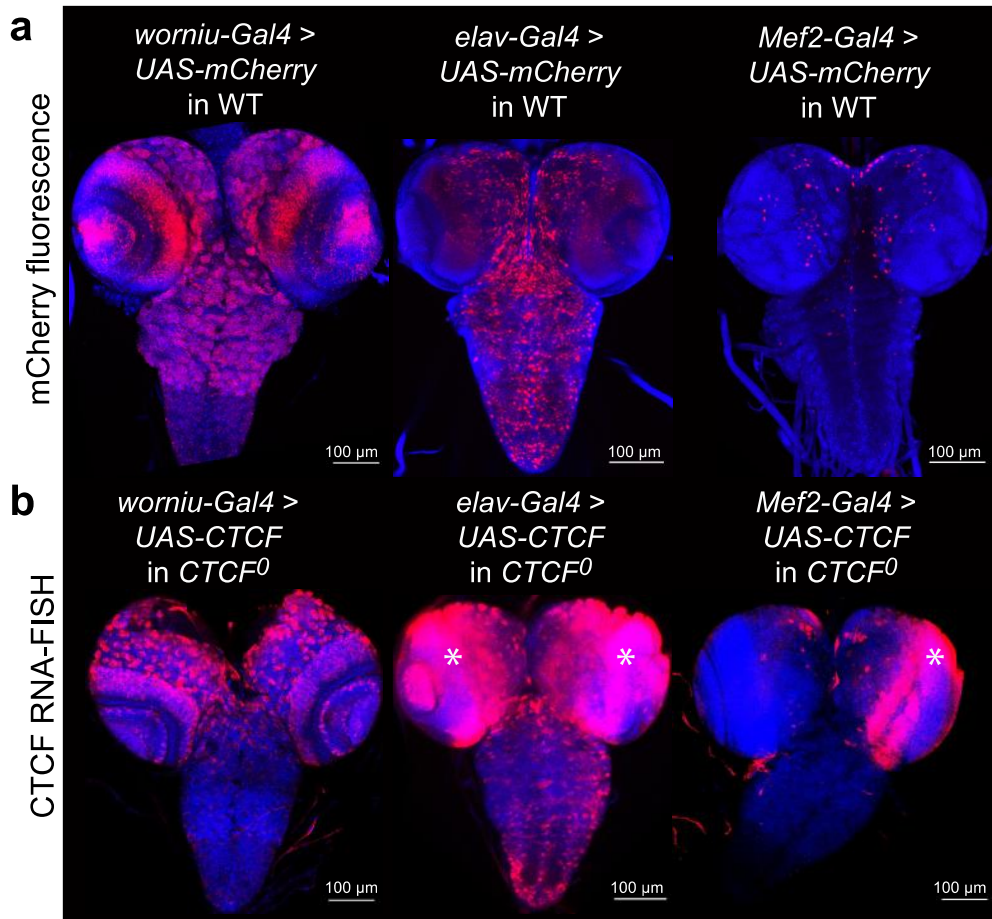 a
worniu-Gal4 >
UAS-mCherry
in WT
elav-Gal4 >
UAS-mCherry
in WT
Mef2-Gal4 >
UAS-mCherry
in WT
mCherry fluorescence
100 µm
100 µm
100 µm
b
worniu-Gal4 >
UAS-CTCF
in CTCF⁰
elav-Gal4 >
UAS-CTCF
in CTCF⁰
Mef2-Gal4 >
UAS-CTCF
in CTCF⁰
CTCF RNA-FISH
*
*
*
100 µm
100 µm
100 µm